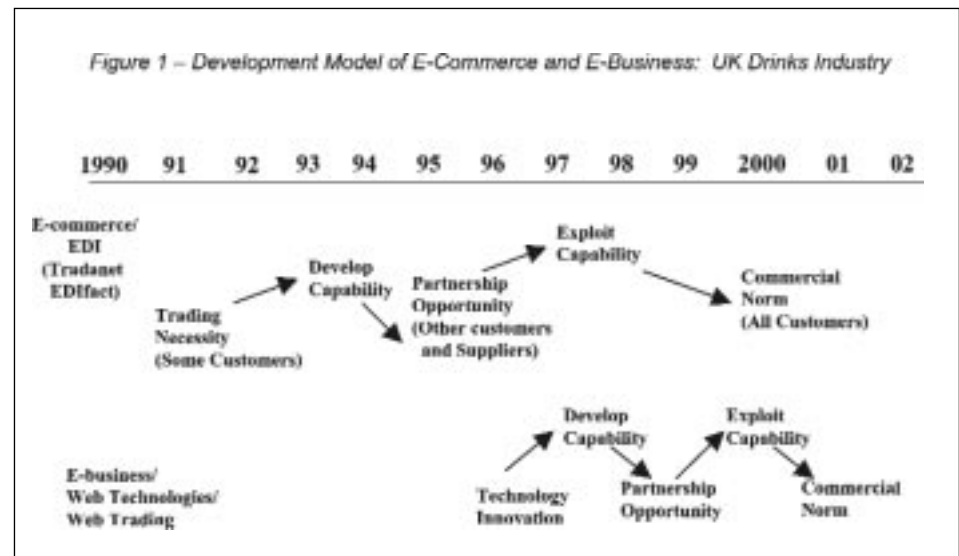 Figure 1 – Development Model of E-Commerce and E-Business: UK Drinks Industry
1990 91 92 93 94 95 96 97 98 99 2000 01 02
E-commerce/
EDI
(Tradanet
EDIfact)
Trading
Necessity
(Some Customers)
Develop
Capability
Partnership
Opportunity
(Other customers
and Suppliers)
Exploit
Capability
Commercial
Norm
(All Customers)
E-business/
Web Technologies/
Web Trading
Technology
Innovation
Develop
Capability
Partnership
Opportunity
Exploit
Capability
Commercial
Norm